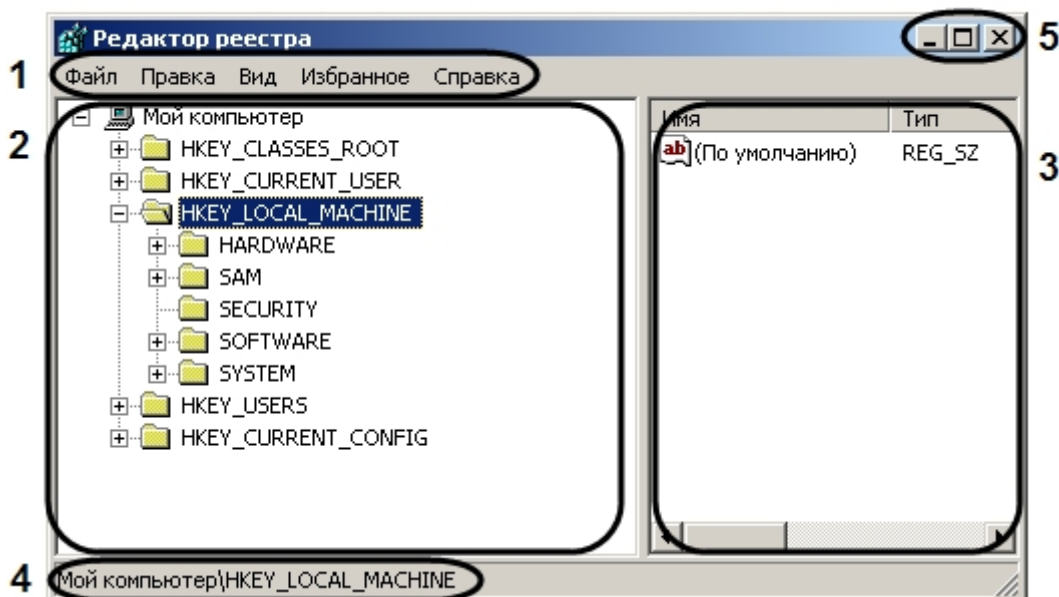 Редактор реестра
5
1
Файл Правка Вид Избранное Справка
2
Мой компьютер
HKEY_CLASSES_ROOT
HKEY_CURRENT_USER
HKEY_LOCAL_MACHINE
HARDWARE
SAM
SECURITY
SOFTWARE
SYSTEM
HKEY_USERS
HKEY_CURRENT_CONFIG
Имя Тип
ab (По умолчанию) REG_SZ
3
4
Мой компьютер\HKEY_LOCAL_MACHINE